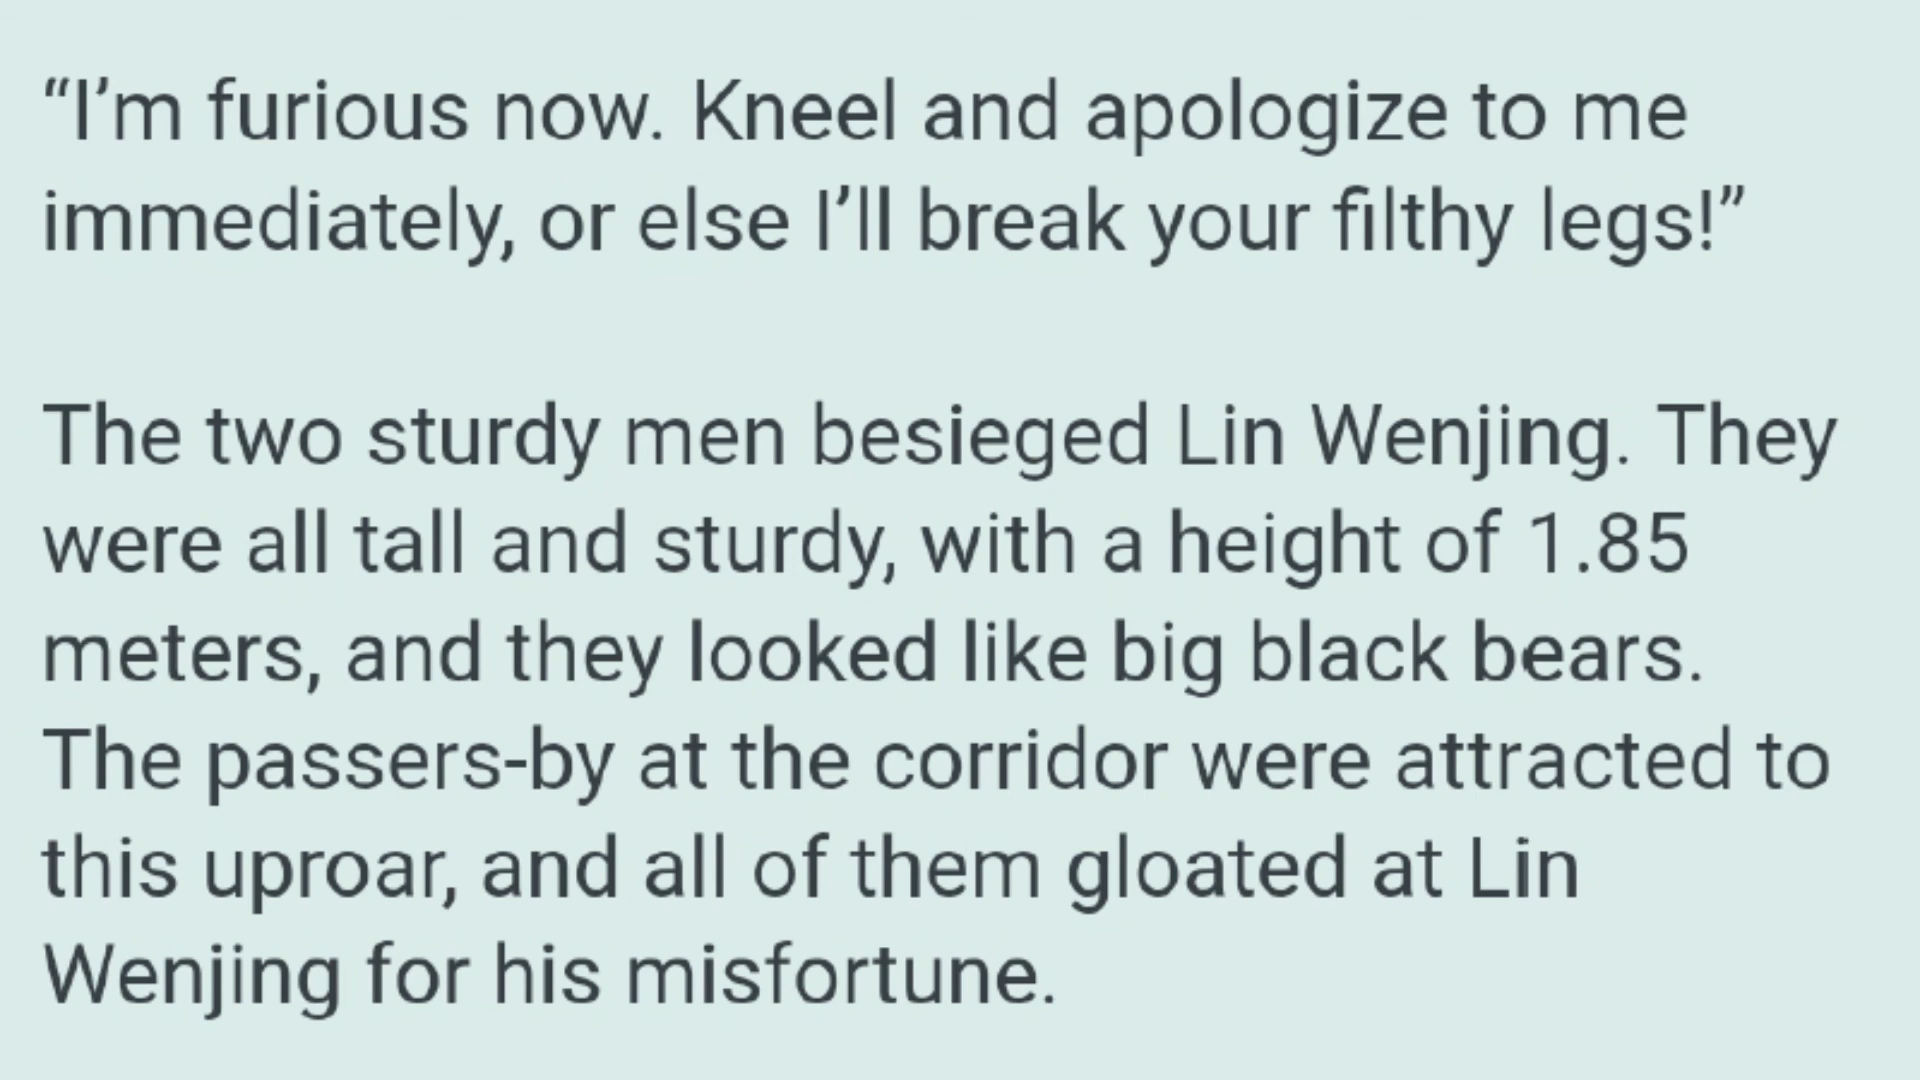 “I’m furious now. Kneel and apologize to me
immediately, or else I’ll break your filthy legs!”
The two sturdy men besieged Lin Wenjing. They
were all tall and sturdy, with a height of 1.85
meters, and they looked like big black bears.
The passers-by at the corridor were attracted to
this uproar, and all of them gloated at Lin
Wenjing for his misfortune.